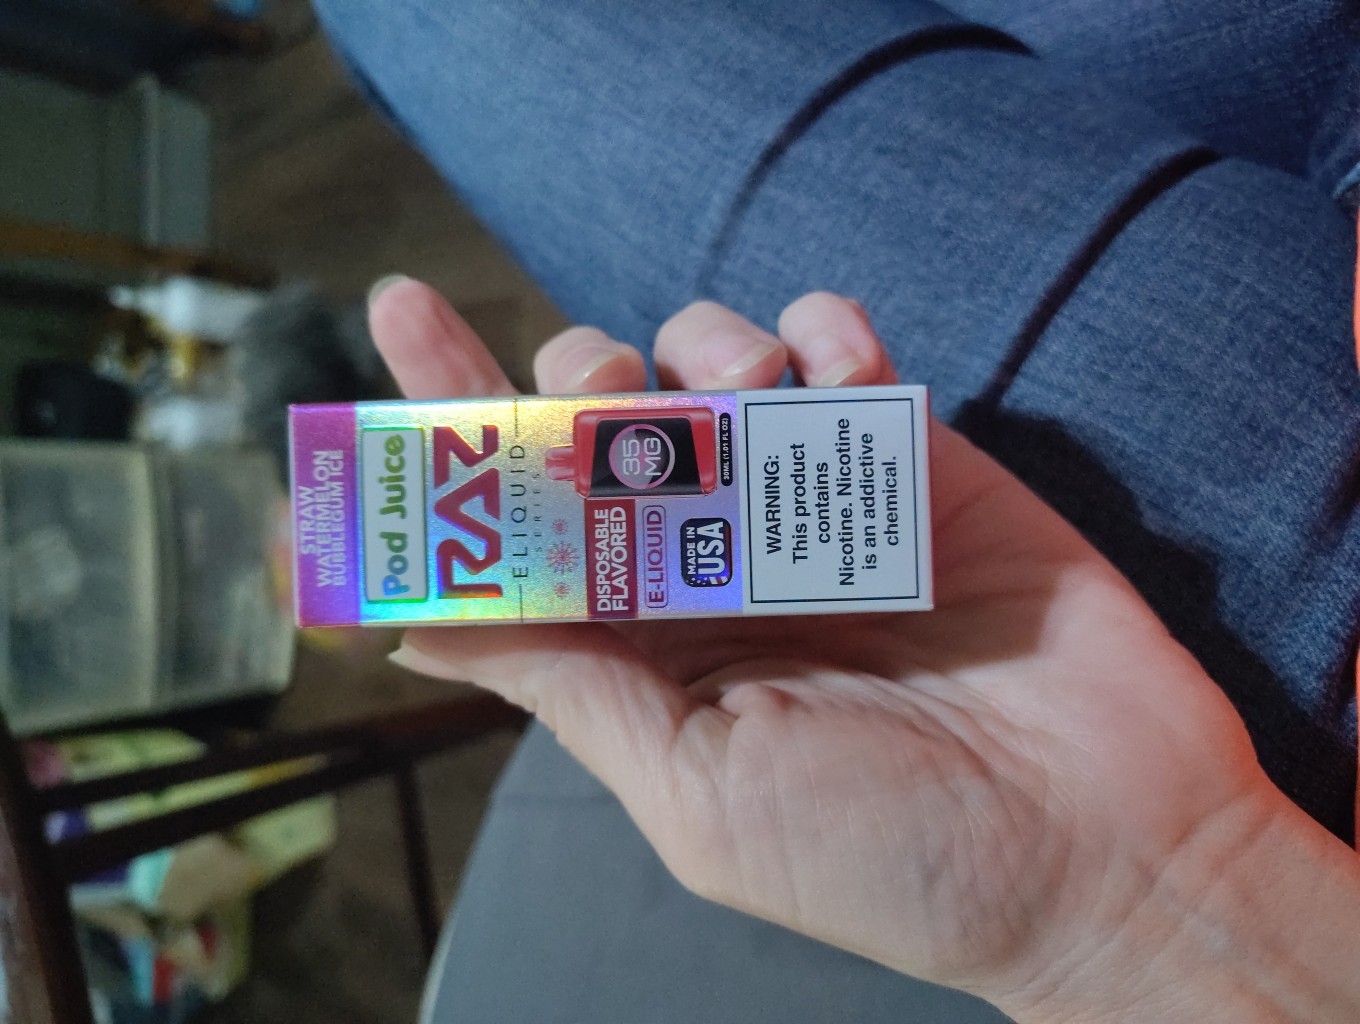 STRAW
WATERMELON
BUBBLEGUM ICE
Pod Juice
RAZ
ELIQUID
SERIES
35
MG
30ML (1.01 FL OZ)
DISPOSABLE
FLAVORED
E-LIQUID
MADE IN
USA
WARNING:
This product
contains
Nicotine. Nicotine
is an addictive
chemical.